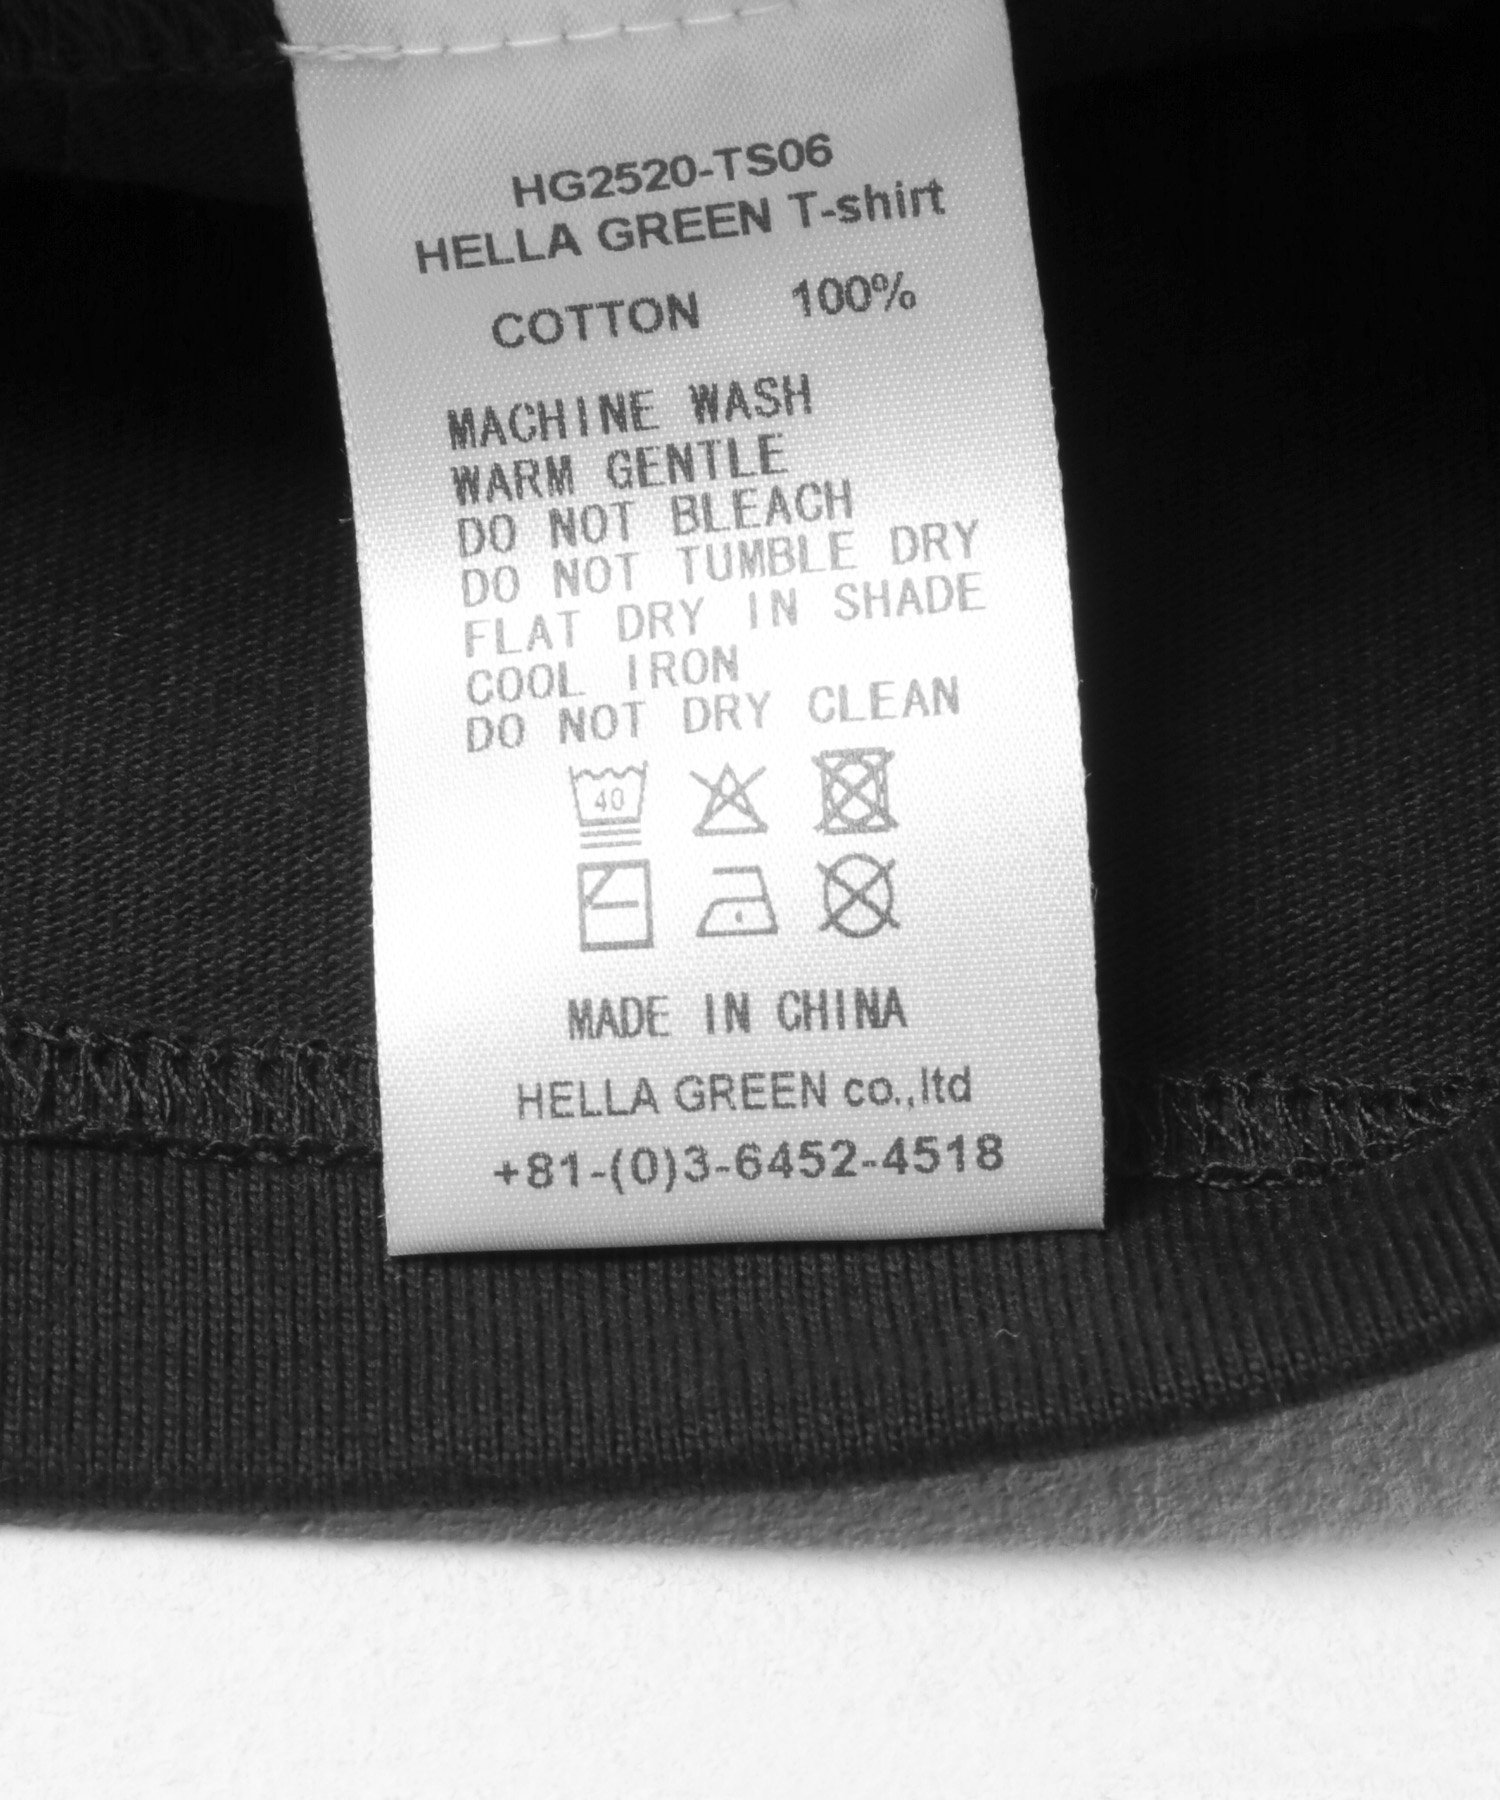 HG2520-TS06
HELLA GREEN T-shirt
COTTON 100%
MACHINE WASH
WARM GENTLE
DO NOT BLEACH
DO NOT TUMBLE DRY
FLAT DRY IN SHADE
COOL IRON
DO NOT DRY CLEAN
40
MADE IN CHINA
HELLA GREEN co.,ltd
+81-(0)3-6452-4518